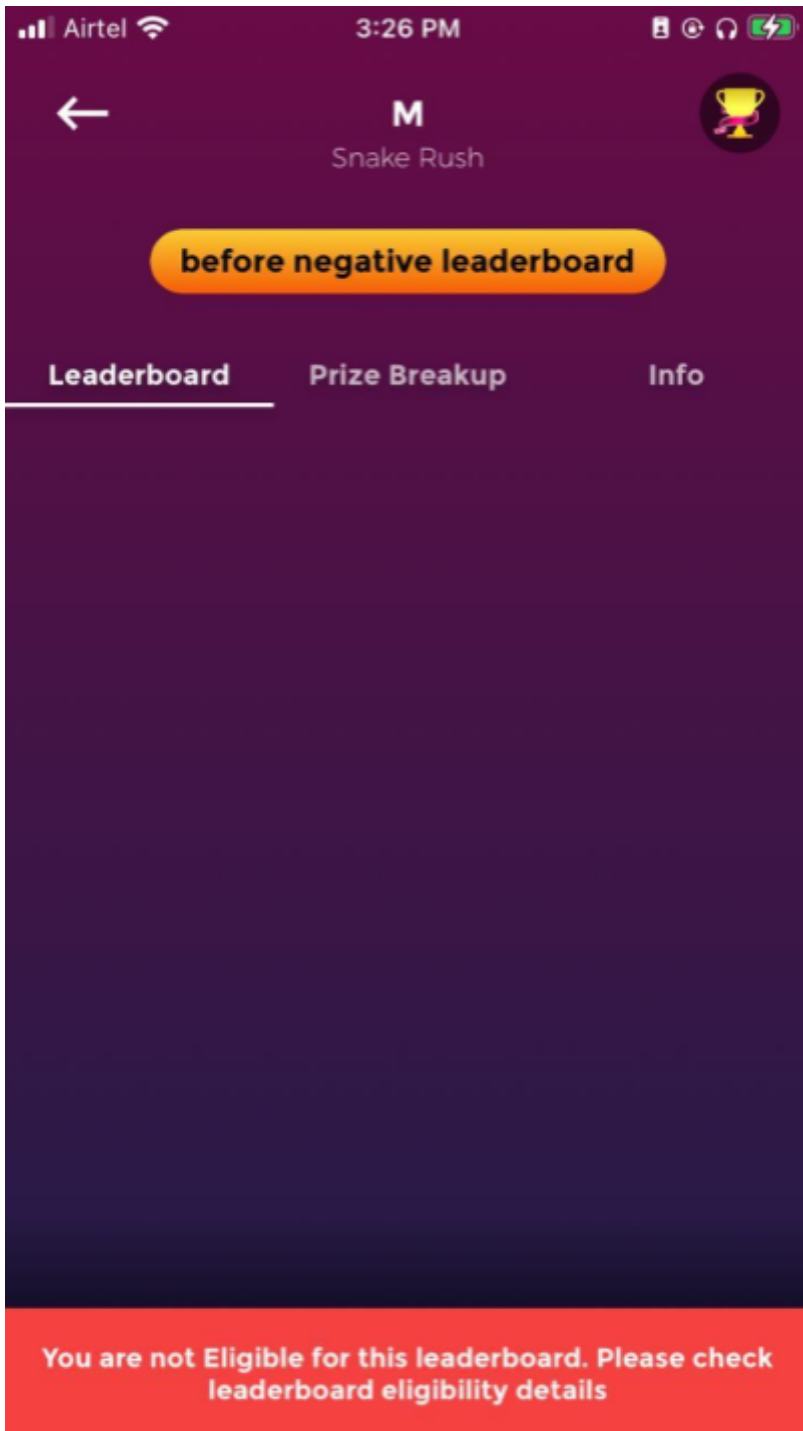 Airtel 3:26 PM
M
Snake Rush
before negative leaderboard
Leaderboard Prize Breakup Info
You are not Eligible for this leaderboard. Please check
leaderboard eligibility details